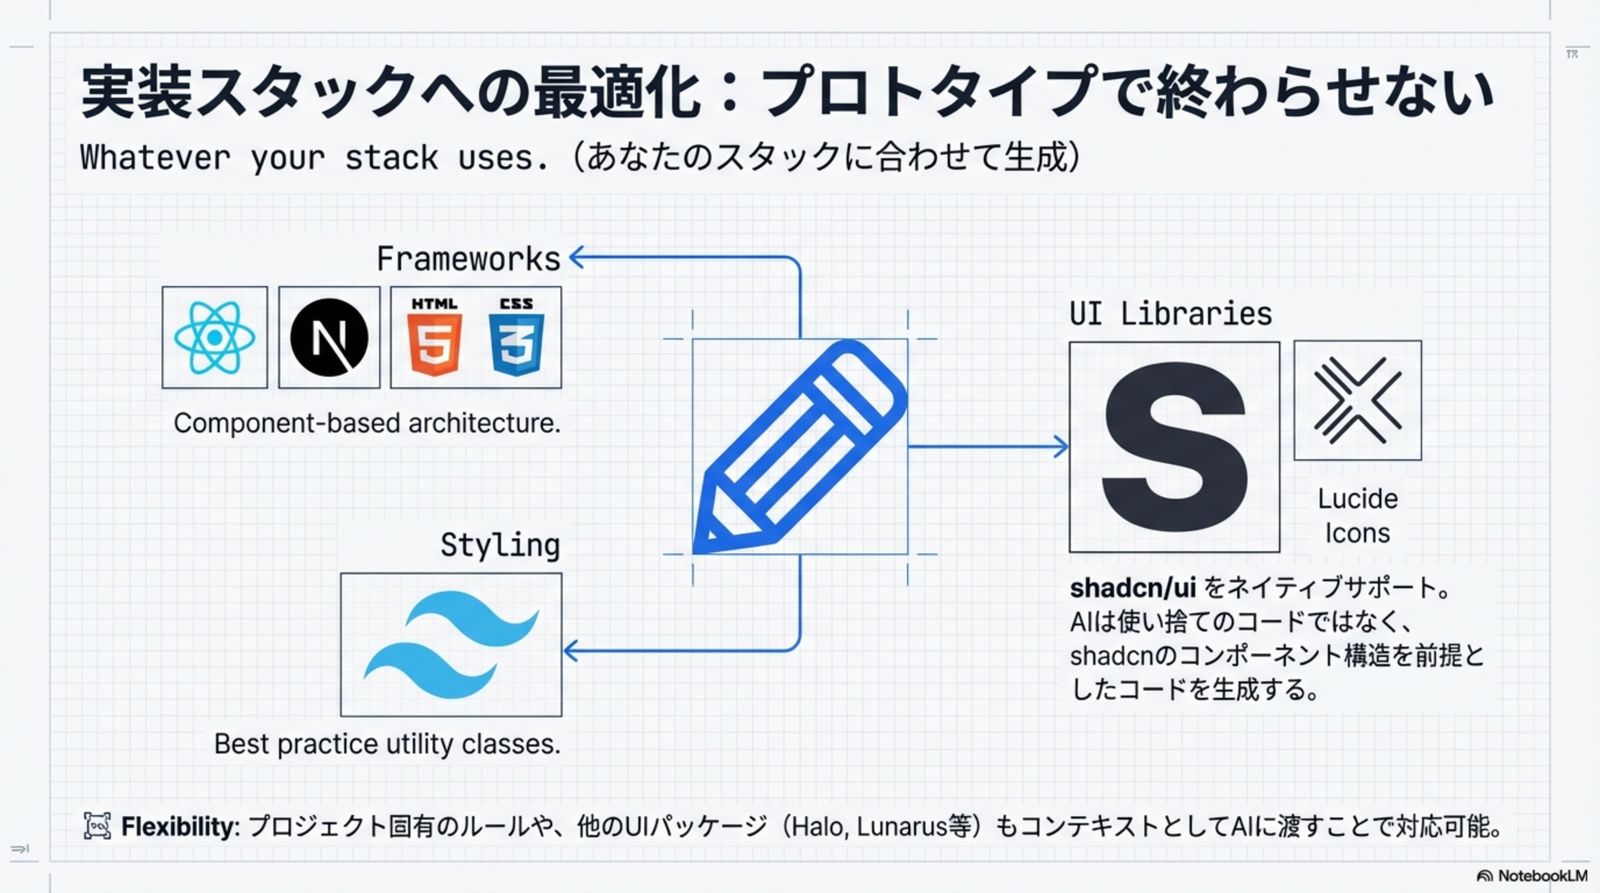 実装スタックへの最適化：プロトタイプで終わらせない
Whatever your stack uses.（あなたのスタックに合わせて生成）
Frameworks
N
HTML
5
CSS
3
Component-based architecture.
Styling
Best practice utility classes.
UI Libraries
S
Lucide
Icons
shadcn/ui をネイティブサポート。
AIは使い捨てのコードではなく、
shadcnのコンポーネント構造を前提と
したコードを生成する。
Flexibility: プロジェクト固有のルールや、他のUIパッケージ（Halo, Lunarus等）もコンテキストとしてAIに渡すことで対応可能。
NotebookLM